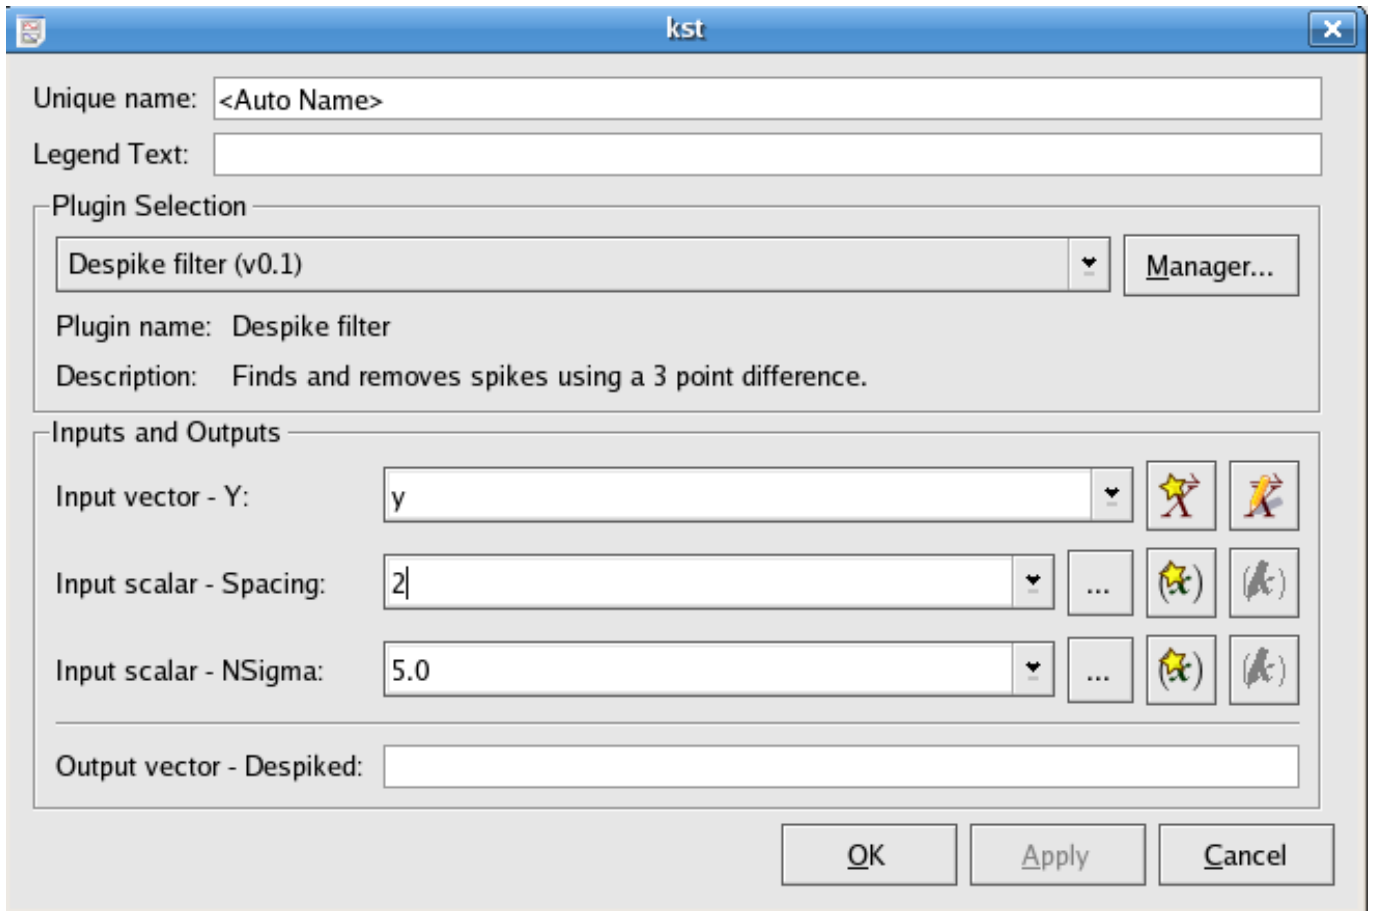 kst
Unique name: <Auto Name>
Legend Text:
Plugin Selection
Despike filter (v0.1) Manager...
Plugin name: Despike filter
Description: Finds and removes spikes using a 3 point difference.
Inputs and Outputs
Input vector - Y: y
Input scalar - Spacing: 2 ...
Input scalar - NSigma: 5.0 ...
Output vector - Despiked:
OK Apply Cancel